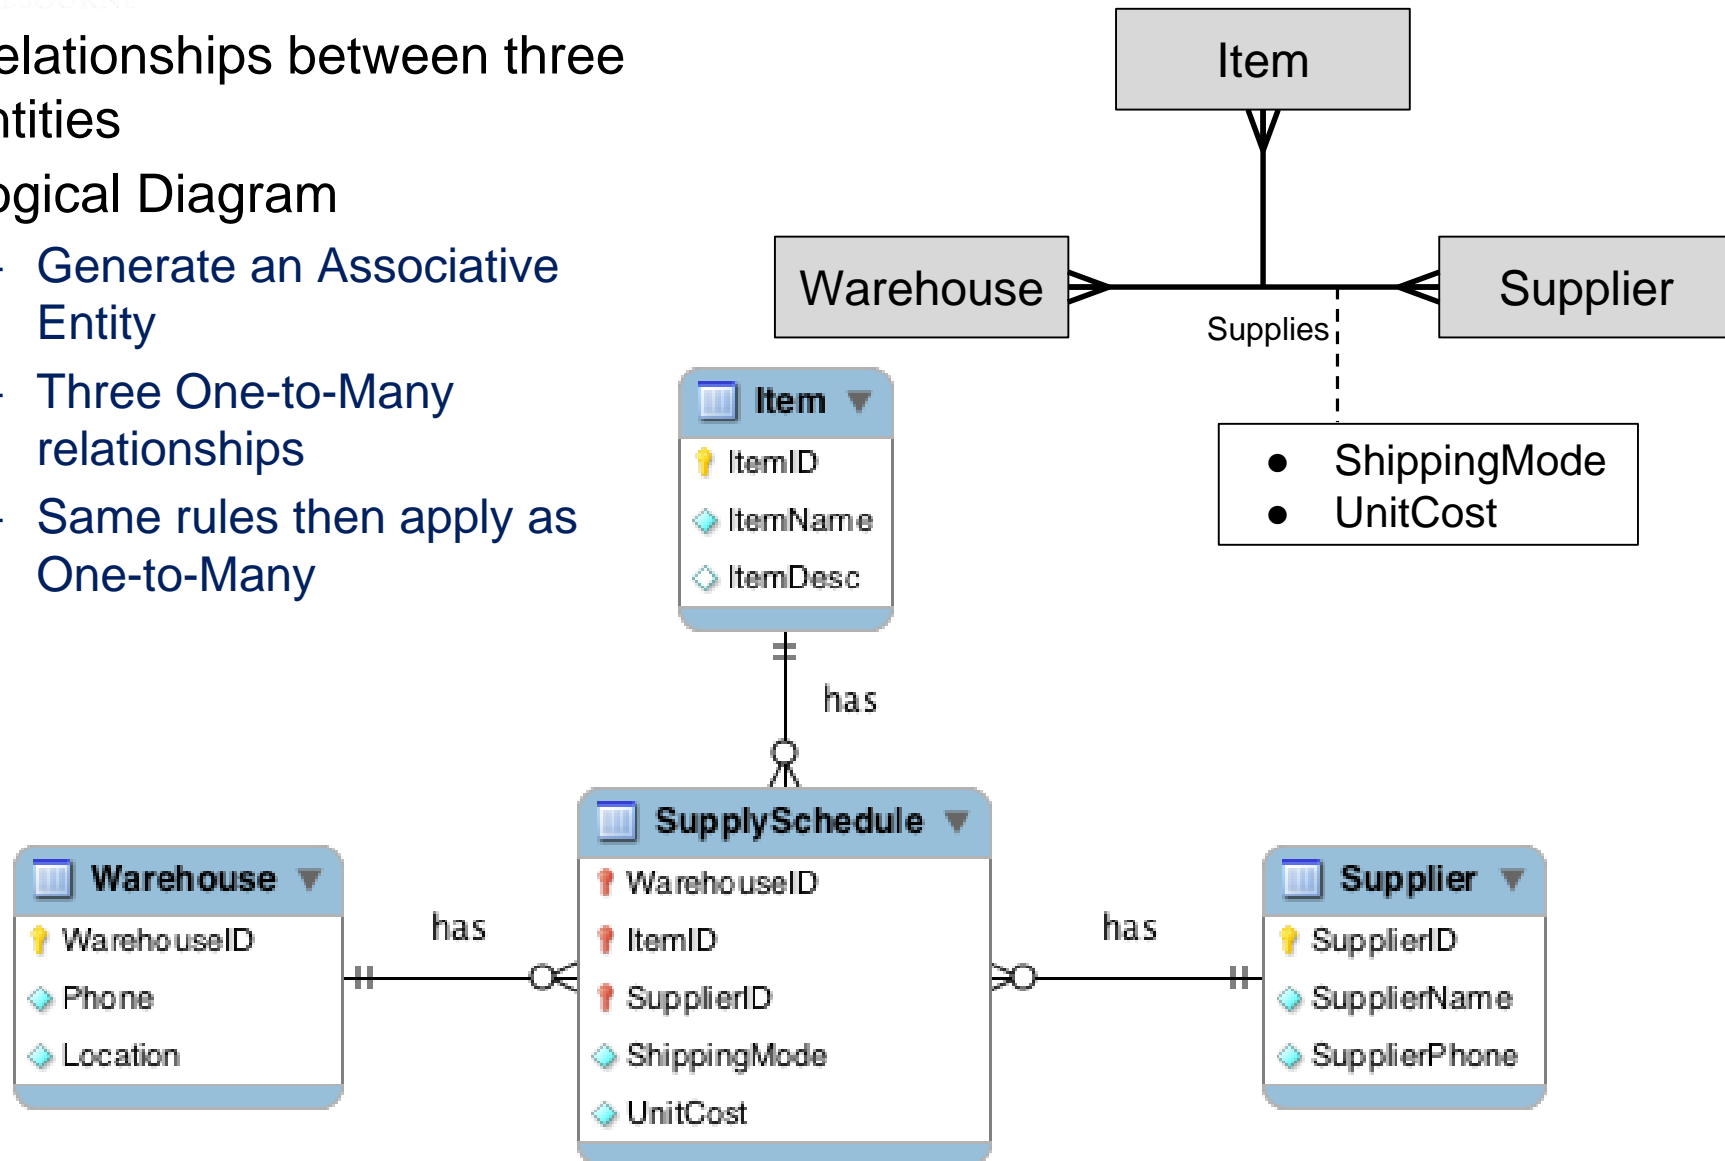 elationships between three
ntities
ogical Diagram
- Generate an Associative
Entity
- Three One-to-Many
relationships
- Same rules then apply as
One-to-Many
Item
Warehouse
Supplier
Supplies
● ShippingMode
● UnitCost
Item
ItemID
ItemName
ItemDesc
has
SupplySchedule
WarehouseID
ItemID
SupplierID
ShippingMode
UnitCost
Warehouse
WarehouseID
Phone
Location
has
has
Supplier
SupplierID
SupplierName
SupplierPhone